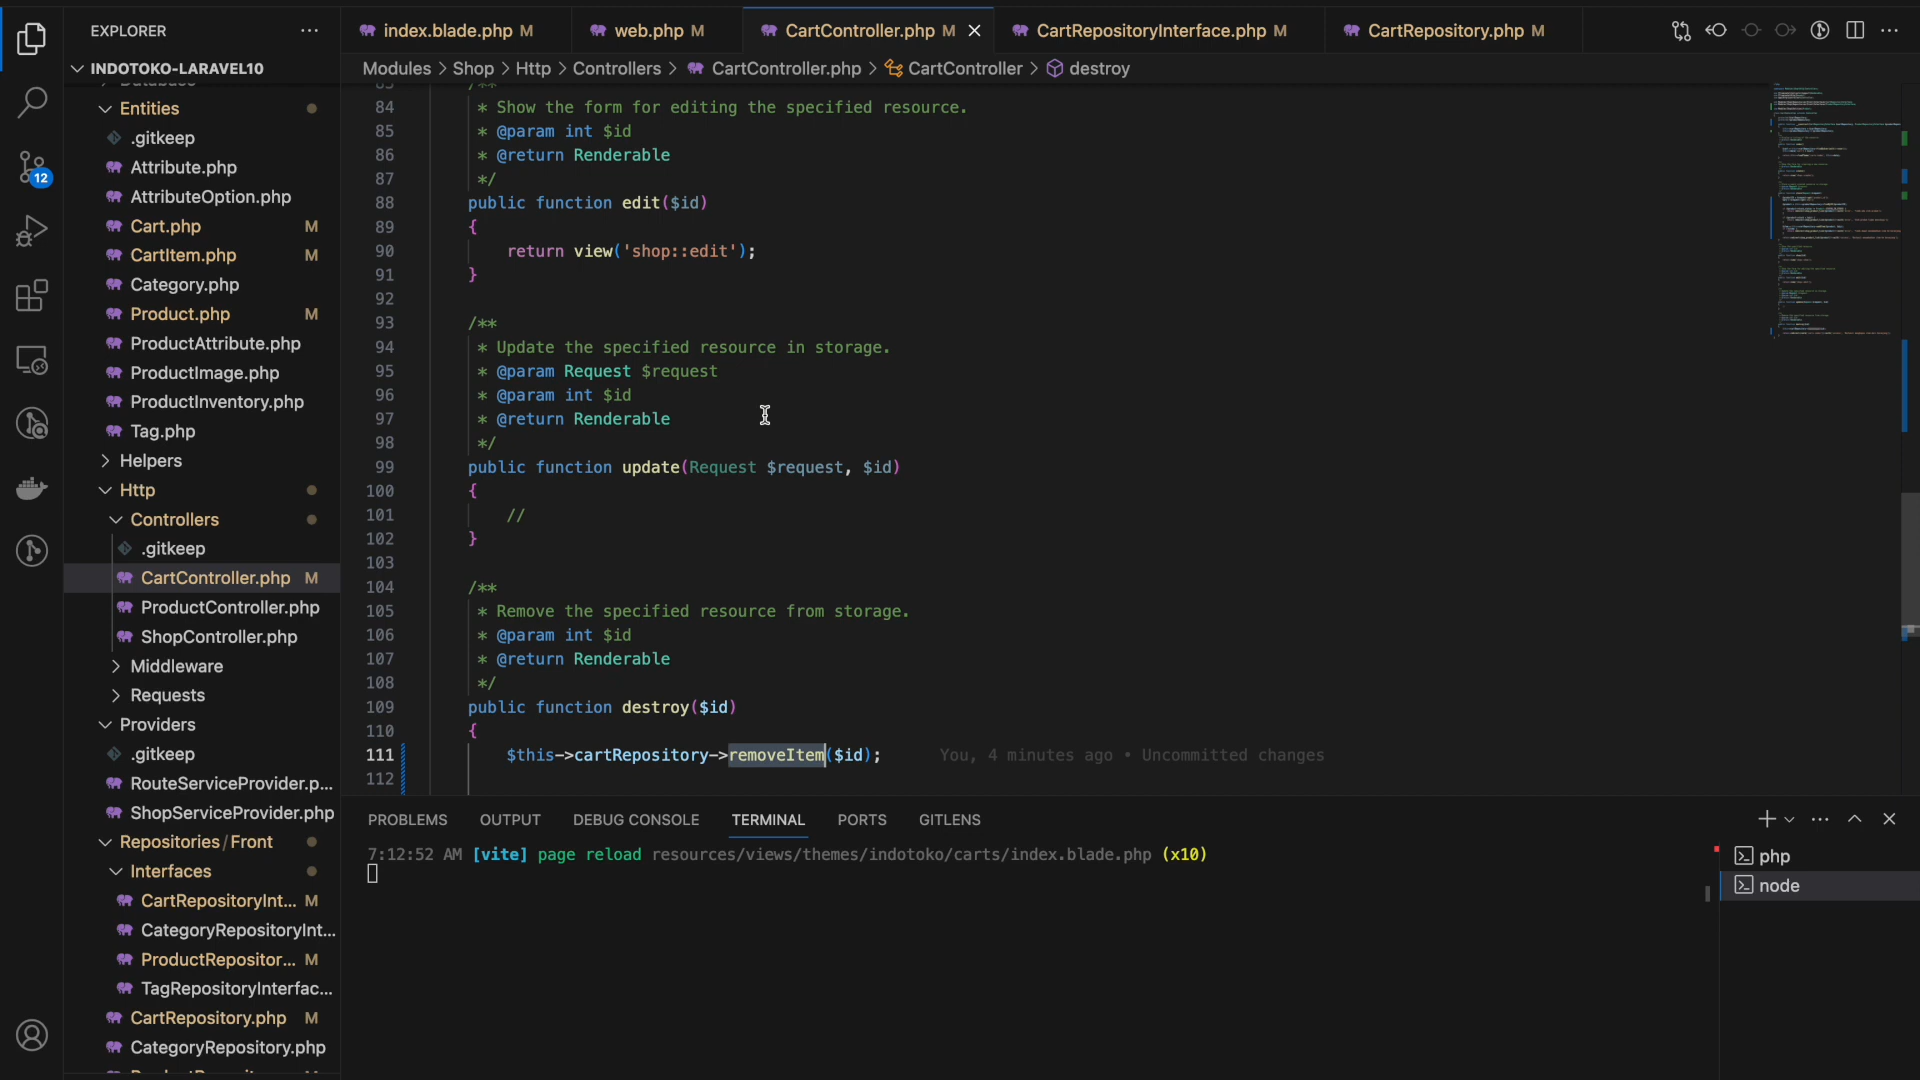 EXPLORER
INDOTOKO-LARAVEL10
Database
Entities
.gitkeep
Attribute.php
AttributeOption.php
Cart.php M
CartItem.php M
Category.php
Product.php M
ProductAttribute.php
ProductImage.php
ProductInventory.php
Tag.php
Helpers
Http
Controllers
.gitkeep
CartController.php M
ProductController.php
ShopController.php
Middleware
Requests
Providers
.gitkeep
RouteServiceProvider.p...
ShopServiceProvider.php
Repositories / Front
Interfaces
CartRepositoryInt... M
CategoryRepositoryInt...
ProductRepositor... M
TagRepositoryInterfac...
CartRepository.php M
CategoryRepository.php
12
index.blade.php M
web.php M
CartController.php M
CartRepositoryInterface.php M
CartRepository.php M
Modules > Shop > Http > Controllers > CartController.php > CartController > destroy
83 /**
84 * Show the form for editing the specified resource.
85 * @param int $id
86 * @return Renderable
87 */
88 public function edit($id)
89 {
90 return view('shop::edit');
91 }
92
93 /**
94 * Update the specified resource in storage.
95 * @param Request $request
96 * @param int $id
97 * @return Renderable
98 */
99 public function update(Request $request, $id)
100 {
101 //
102 }
103
104 /**
105 * Remove the specified resource from storage.
106 * @param int $id
107 * @return Renderable
108 */
109 public function destroy($id)
110 {
111 $this->cartRepository->removeItem($id); You, 4 minutes ago • Uncommitted changes
112
PROBLEMS OUTPUT DEBUG CONSOLE TERMINAL PORTS GITLENS
7:12:52 AM [vite] page reload resources/views/themes/indotoko/carts/index.blade.php (x10)
php
node